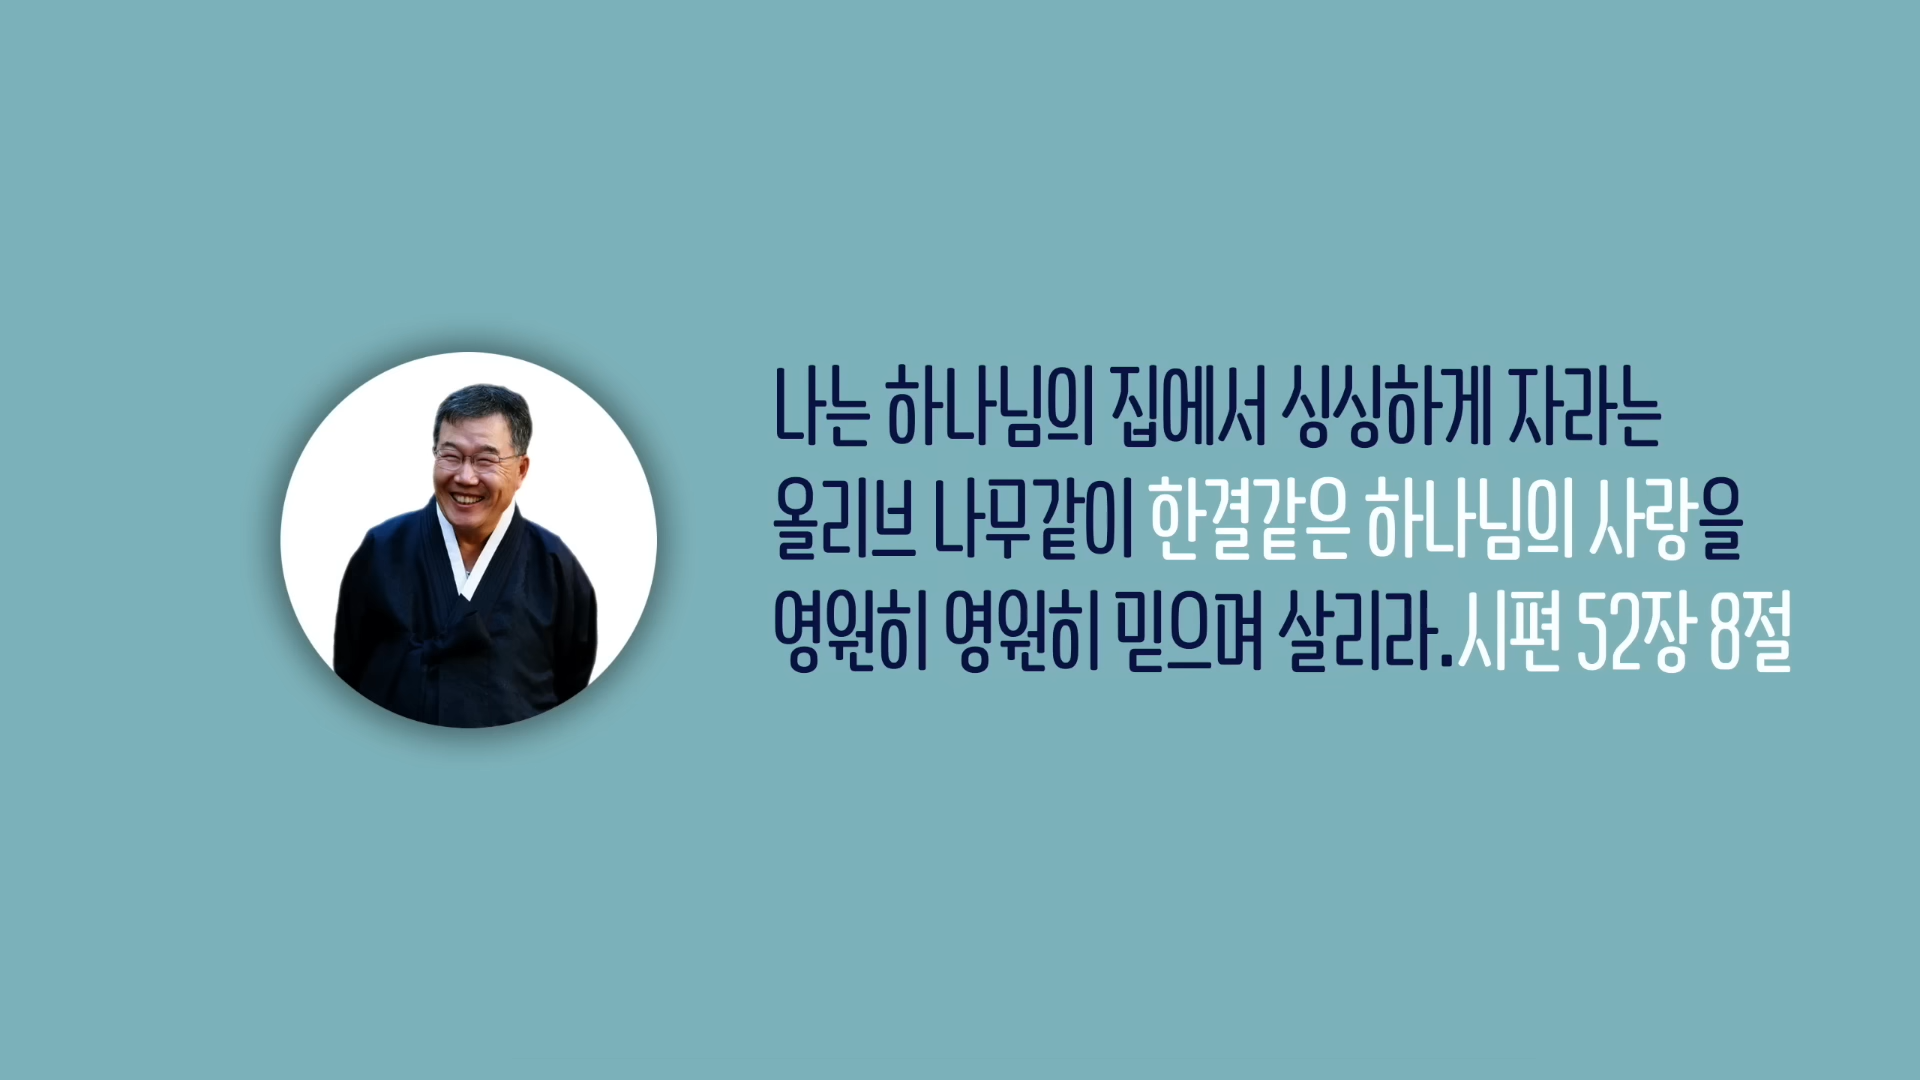 나는 하나님의 집에서 싱싱하게 자라는
올리브 나무같이 한결같은 하나님의 사랑을
영원히 영원히 믿으며 살리라.시편 52장 8절